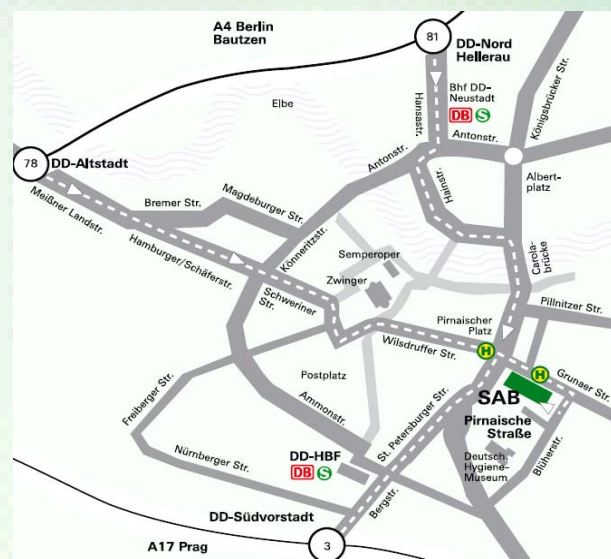 A4 Berlin
Bautzen
81
DD-Nord
Hellerau
Bhf DD-
Neustadt
DB S
Hansastr.
Königsbrücker Str.
Elbe
Antonstr.
Antonstr.
78
DD-Altstadt
Hainstr.
Albert-
platz
Meißner Landstr.
Bremer Str.
Magdeburger Str.
Hamburger/Schäferstr.
Könneritzstr.
Semperoper
Zwinger
Carola-
brücke
Schweriner
Str.
Pirnaischer
Platz
Pillnitzer Str.
H
Wilsdruffer Str.
H
Grunaer Str.
Postplatz
SAB
Pirnaische
Straße
Freiberger Str.
Ammonstr.
St. Petersburger Str.
Blüherstr.
Nürnberger Str.
DD-HBF
DB S
Deutsch.
Hygiene-
Museum
Bergstr.
DD-Südvorstadt
A17 Prag
3